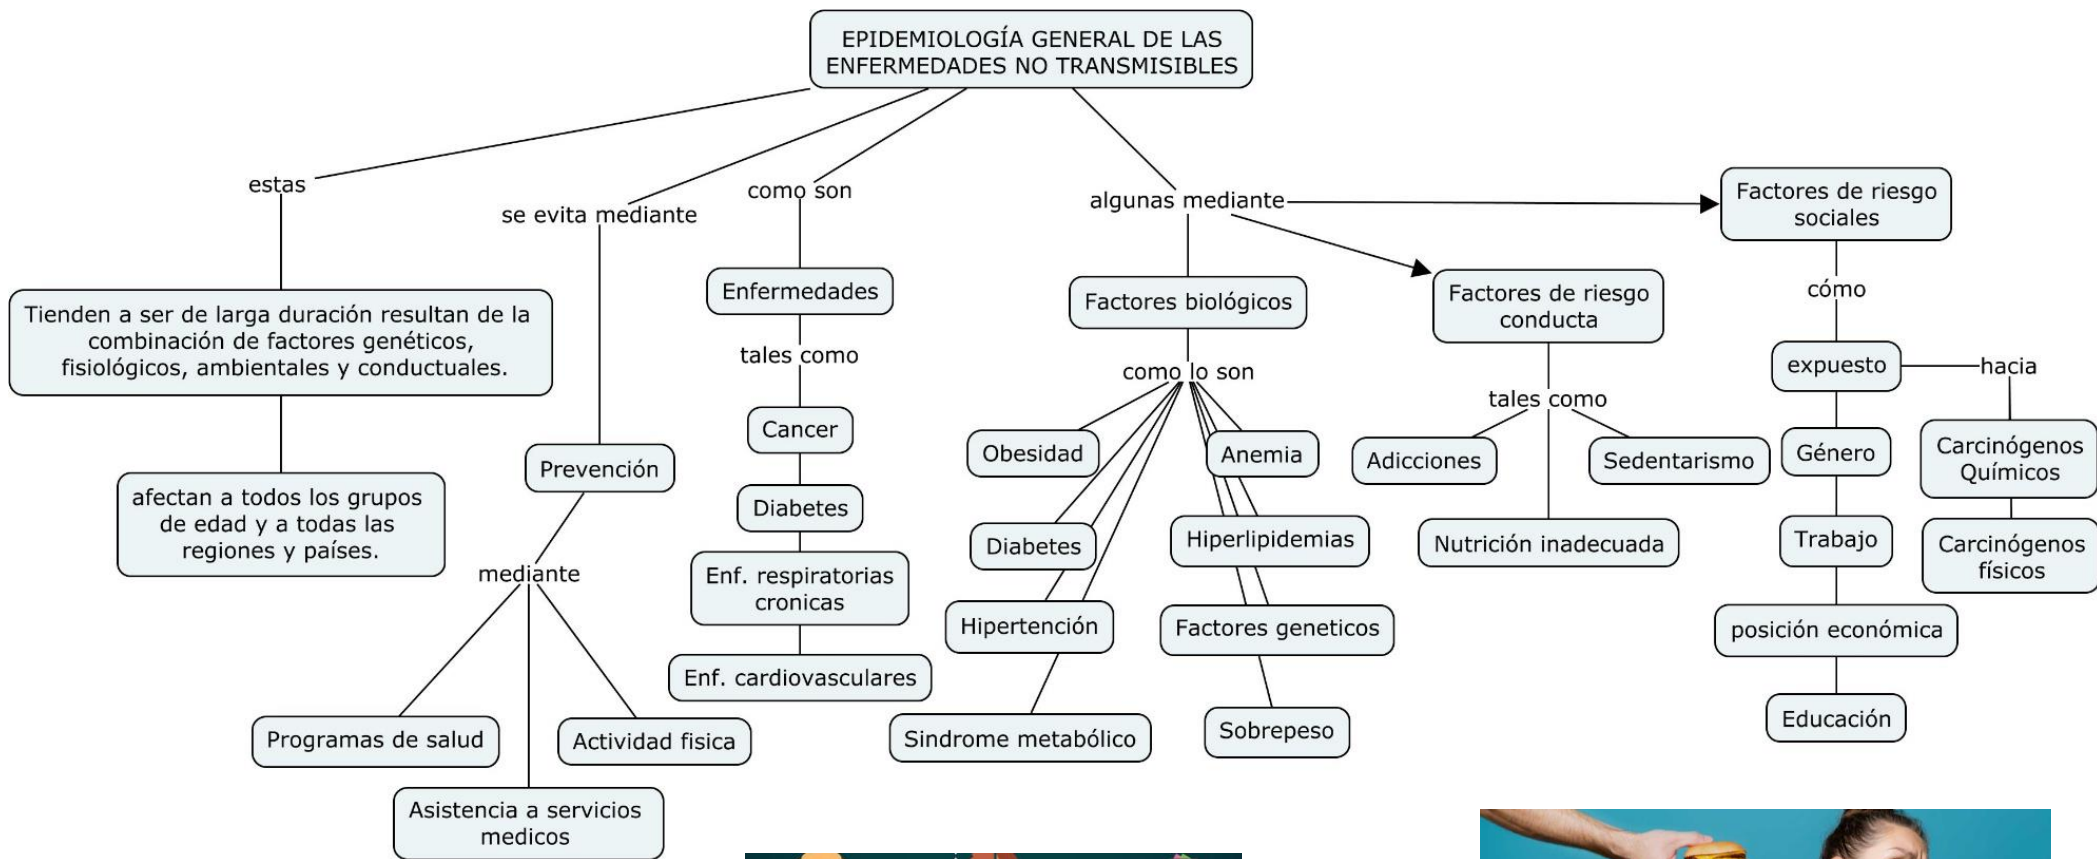 EPIDEMIOLOGÍA GENERAL DE LAS
ENFERMEDADES NO TRANSMISIBLES
estas
Tienden a ser de larga duración resultan de la
combinación de factores genéticos,
fisiológicos, ambientales y conductuales.
afectan a todos los grupos
de edad y a todas las
regiones y países.
se evita mediante
Prevención
mediante
Programas de salud
Asistencia a servicios
medicos
Actividad fisica
como son
Enfermedades
tales como
Cancer
Diabetes
Enf. respiratorias
cronicas
Enf. cardiovasculares
algunas mediante
Factores biológicos
como lo son
Obesidad
Anemia
Diabetes
Hiperlipidemias
Hipertención
Factores geneticos
Sindrome metabólico
Sobrepeso
Factores de riesgo
conducta
tales como
Adicciones
Sedentarismo
Nutrición inadecuada
Factores de riesgo
sociales
cómo
expuesto
hacia
Género
Trabajo
posición económica
Educación
Carcinógenos
Químicos
Carcinógenos
físicos